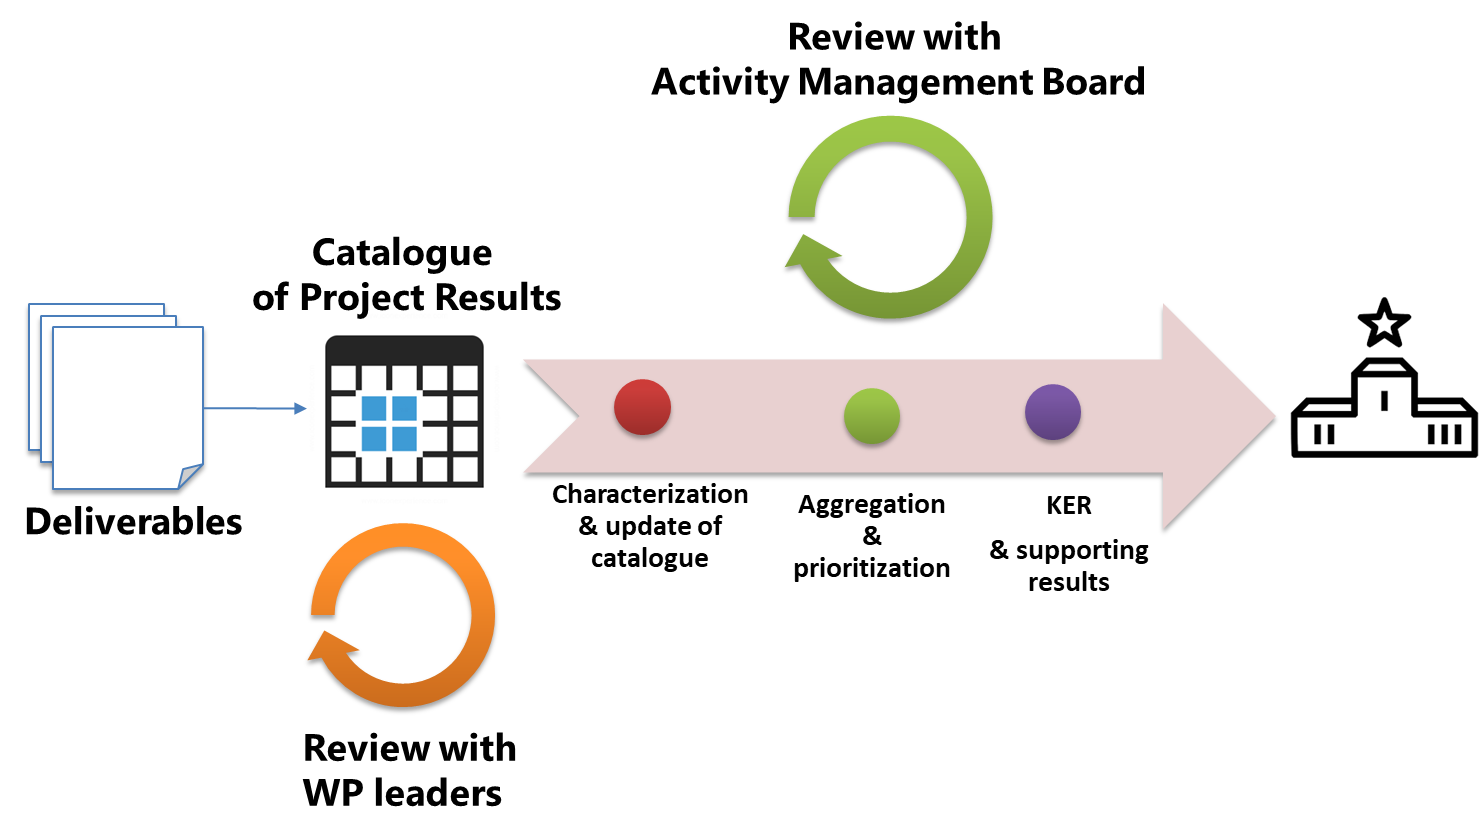 Review with
Activity Management Board
Catalogue
of Project Results
Deliverables
Characterization
& update of
catalogue
Aggregation
&
prioritization
KER
& supporting
results
Review with
WP leaders